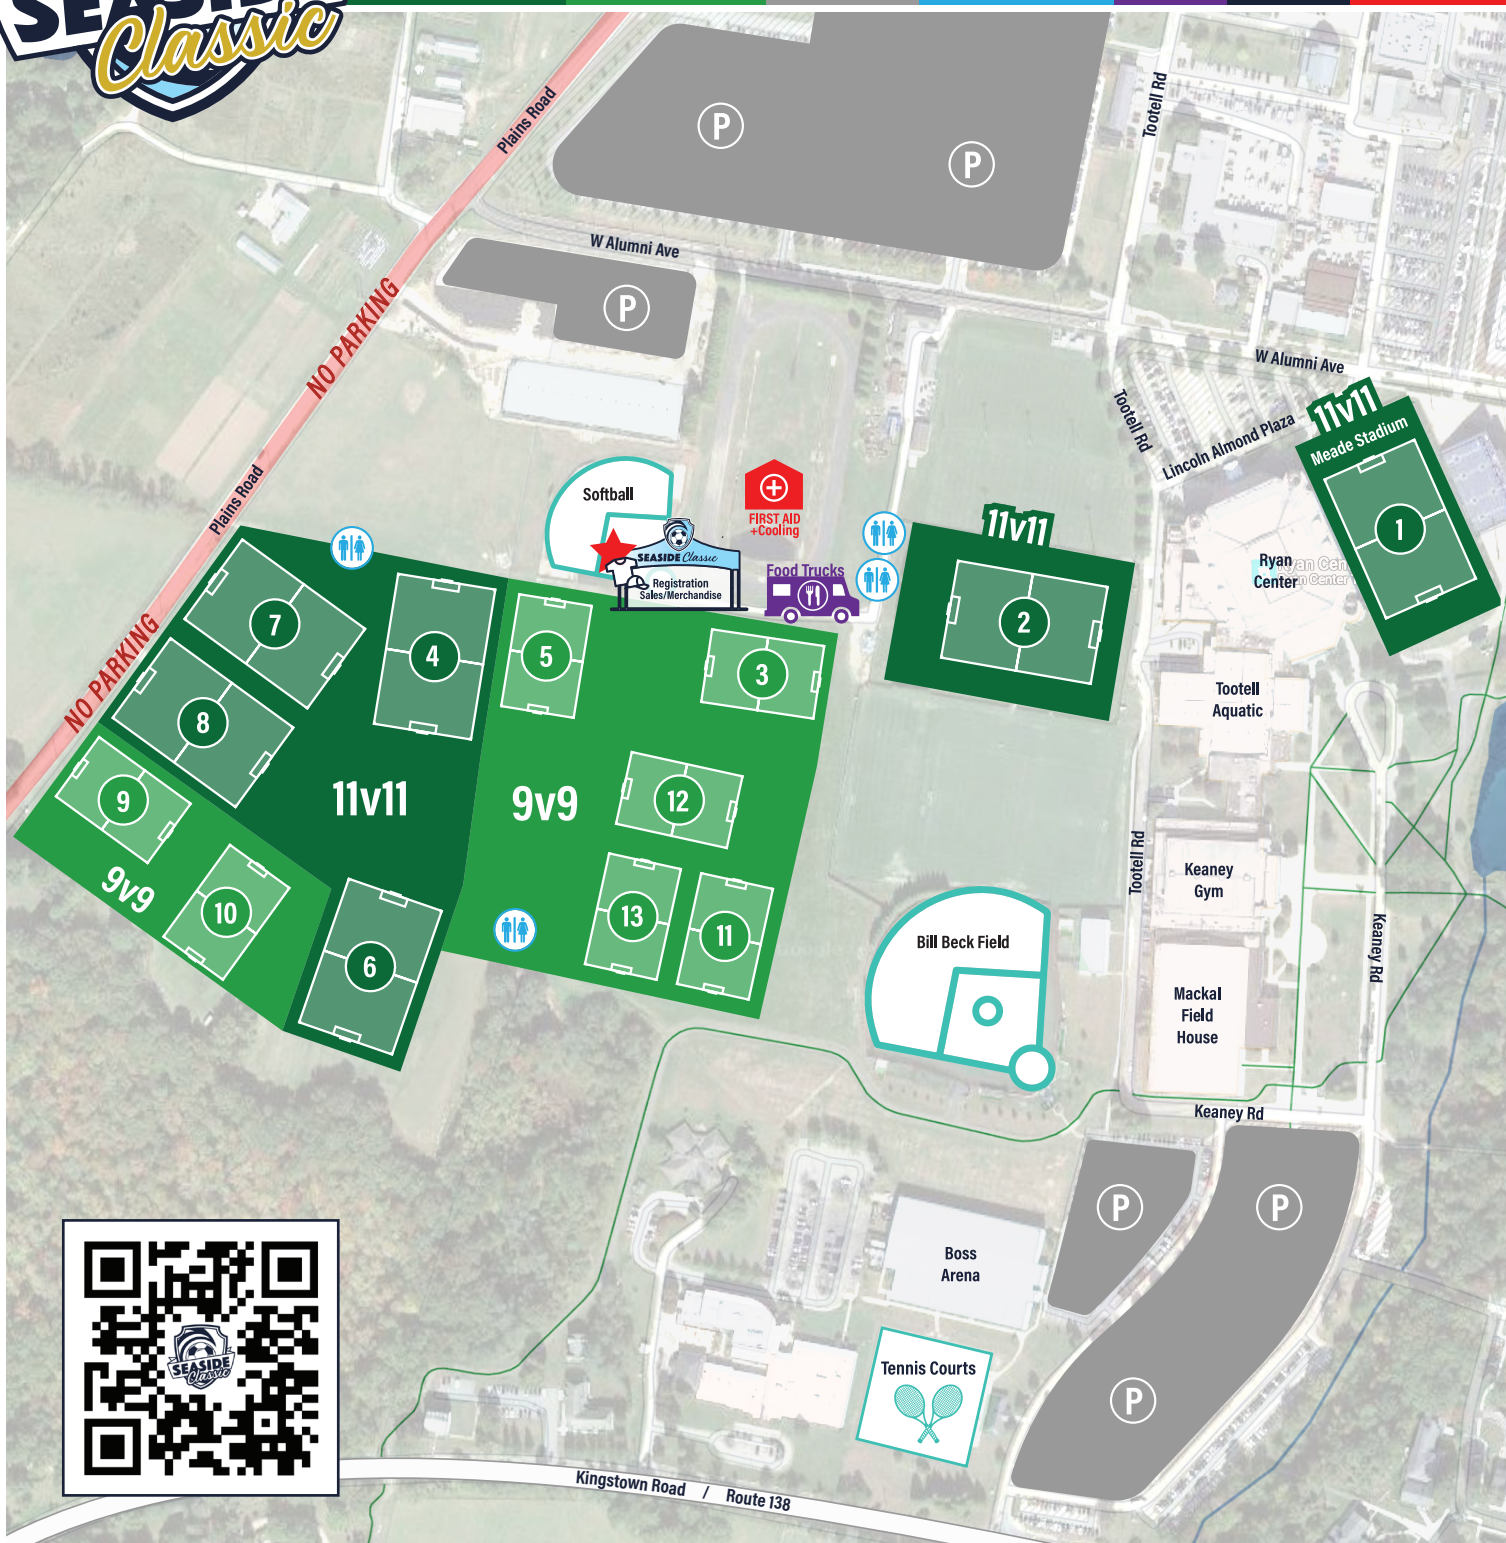 SEASIDE
Classic
Plains Road
P
P
Tootell Rd
W Alumni Ave
P
NO PARKING
W Alumni Ave
11v11
Meade Stadium
1
Tootell Rd
Lincoln Almond Plaza
Plains Road
Softball
FIRST AID
+Cooling
SEASIDE Classic
Registration
Sales/Merchandise
Food Trucks
11v11
2
Ryan
Center
7
4
5
3
NO PARKING
8
Tootell
Aquatic
9
11v11
9v9
12
9v9
10
13
11
6
Tootell Rd
Keaney
Gym
Bill Beck Field
Keaney Rd
Mackal
Field
House
Keaney Rd
P
P
Boss
Arena
SEASIDE
Classic
Tennis Courts
P
Kingstown Road / Route 138